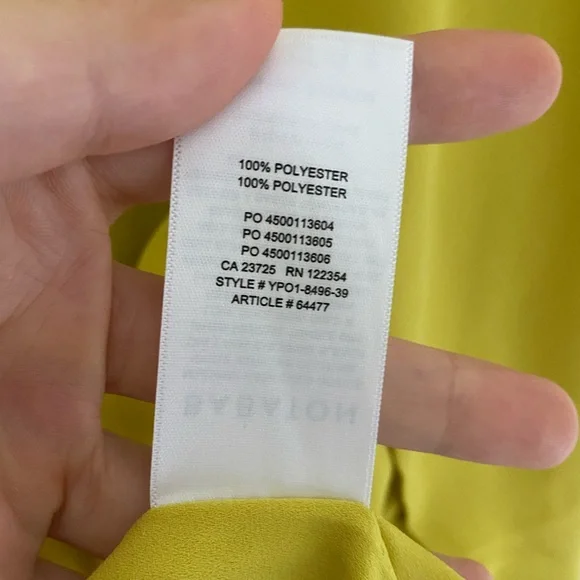 100% POLYESTER
100% POLYESTER
PO 4500113604
PO 4500113605
PO 4500113606
CA 23725 RN 122354
STYLE # YPO1-8496-39
ARTICLE # 64477
BABATON